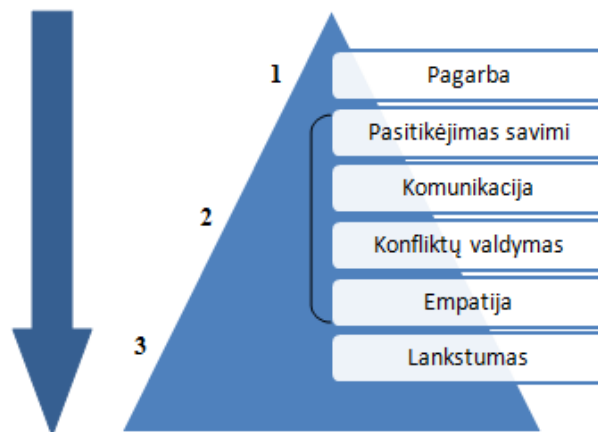 1
Pagarba
Pasitikėjimas savimi
Komunikacija
2
Konfliktų valdymas
Empatija
3
Lankstumas